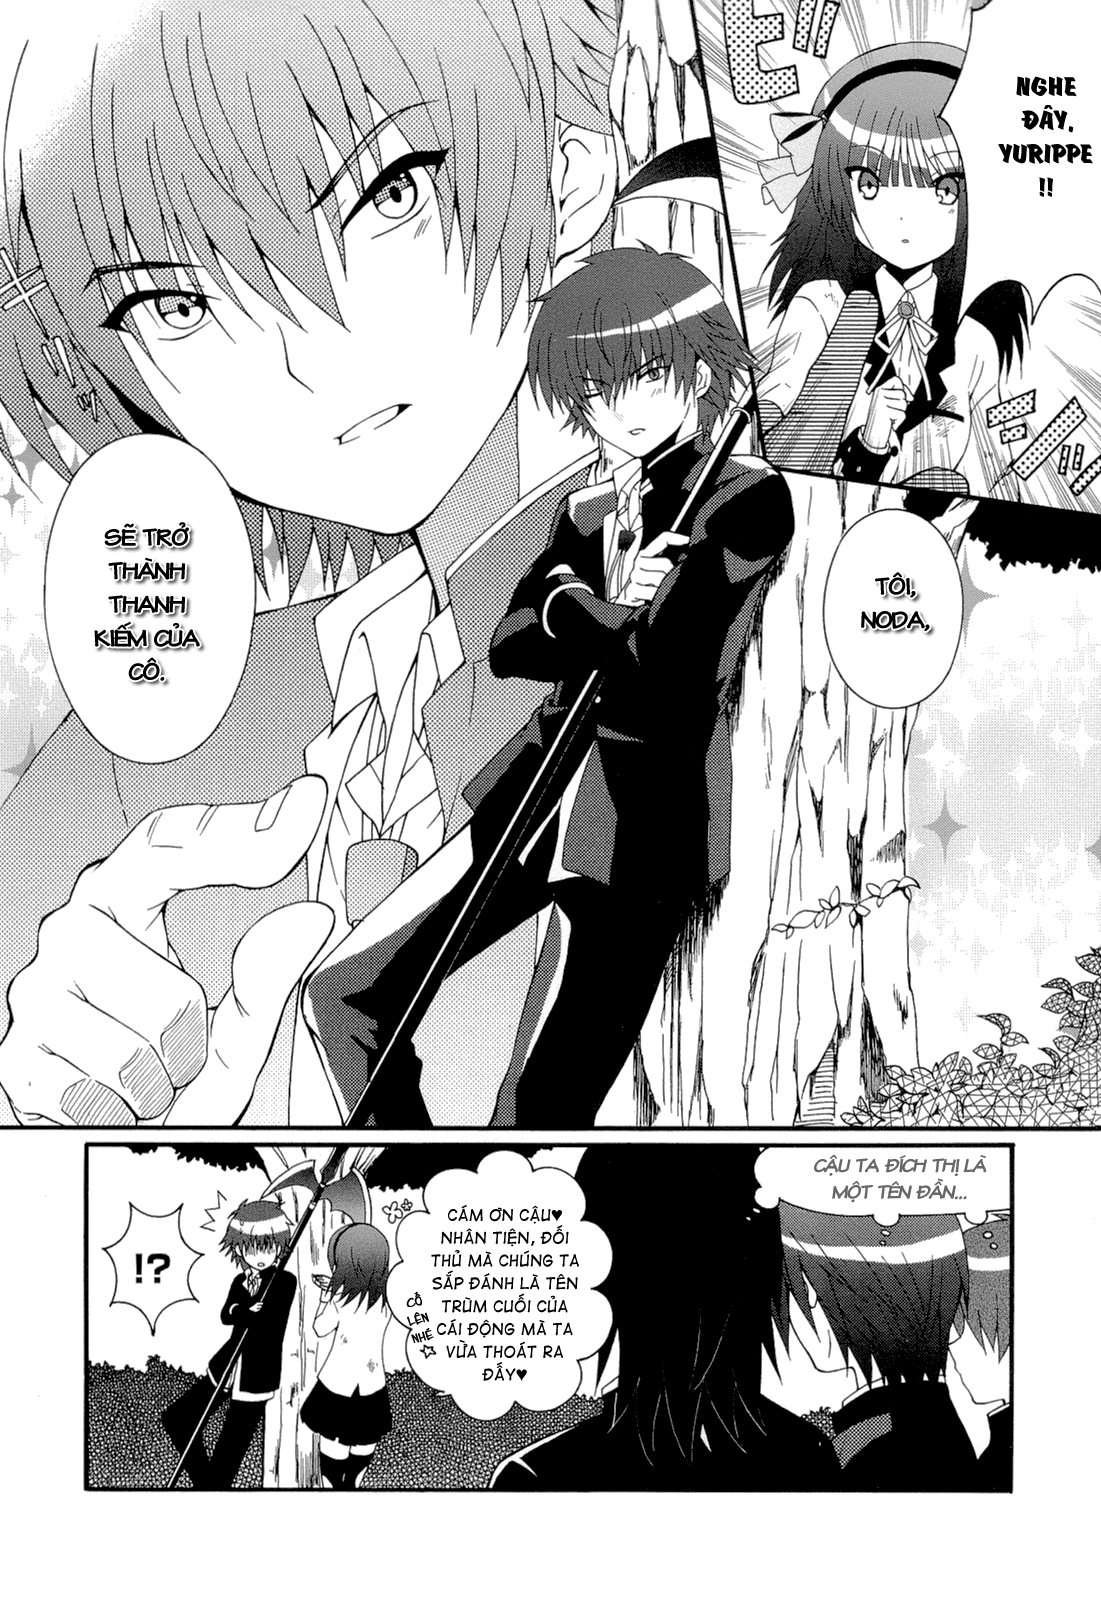 ビ!!
NGHE
ĐÂY,
YURIPPE
!!
TÔI,
NODA,
SẼ TRỞ
THÀNH
THANH
KIẾM CỦA
CÔ.
CẬU TA ĐÍCH THỊ LÀ
MỘT TÊN ĐẦN...
CÁM ƠN CẬU♥
NHÂN TIỆN, ĐỐI
THỦ MÀ CHÚNG TA
SẮP ĐÁNH LÀ TÊN
TRÙM CUỐI CỦA
CÁI ĐỘNG MÀ TA
VỪA THOÁT RA
ĐẤY♥
CỐ
LÊN
NHÉ
☆
!?